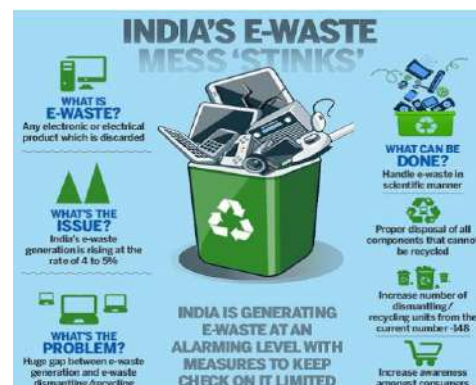 INDIA'S E-WASTE
MESS 'STINKS'
WHAT IS
E-WASTE?
Any electronic or electrical
product which is discarded
WHAT'S THE
ISSUE?
India's e-waste
generation is rising at the
rate of 4 to 5%
WHAT'S THE
PROBLEM?
Huge gap between e-waste
generation and e-waste
dismantling/recycling
INDIA IS GENERATING
E-WASTE AT AN
ALARMING LEVEL WITH
MEASURES TO KEEP
CHECK ON IT LIMITED
WHAT CAN BE
DONE?
Handle e-waste in
scientific manner
Proper disposal of all
components that cannot
be recycled
Increase number of
dismantling/
recycling units from the
current number -148
Increase awareness
amongst consumers